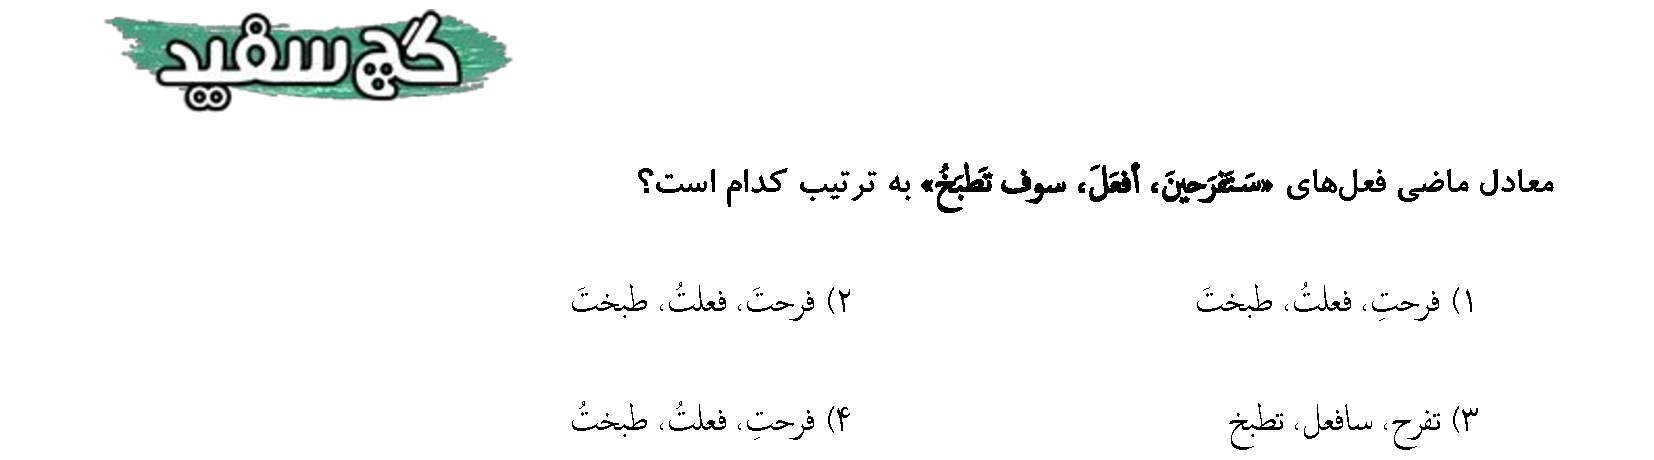 گچ سفید
معادل ماضی فعل‌های «سَتَفرَحینَ، أفعَلَ، سوف تَطبَخُ» به ترتیب کدام است؟
۱) فرحتِ، فعلتُ، طبختَ
۲) فرحتَ، فعلتُ، طبختَ
۳) تفرح، سافعل، تطبخ
۴) فرحتِ، فعلتُ، طبختُ